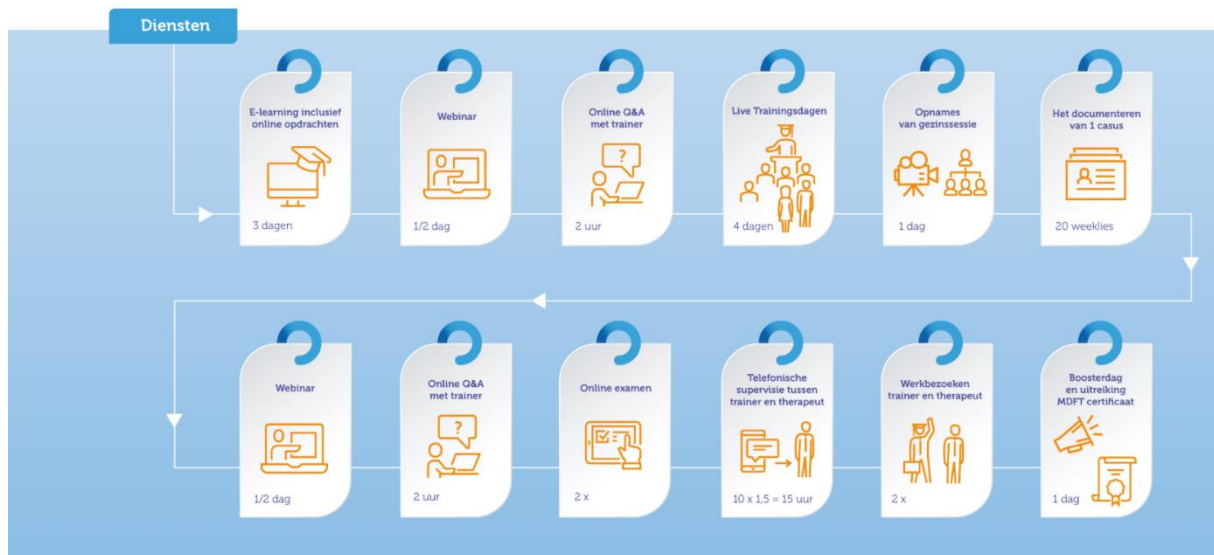 Diensten
E-learning inclusief
online opdrachten
3 dagen
Webinar
1/2 dag
Online Q&A
met trainer
?
2 uur
Live Trainingsdagen
4 dagen
Opnames
van gezinssessie
1 dag
Het documenteren
van 1 casus
20 weeklies
Webinar
1/2 dag
Online Q&A
met trainer
?
2 uur
Online examen
2 x
Telefonische
supervisie tussen
trainer en therapeut
10 x 1,5 = 15 uur
Werkbezoeken
trainer en therapeut
2 x
Boosterdag
en uitreiking
MDFT certificaat
1 dag